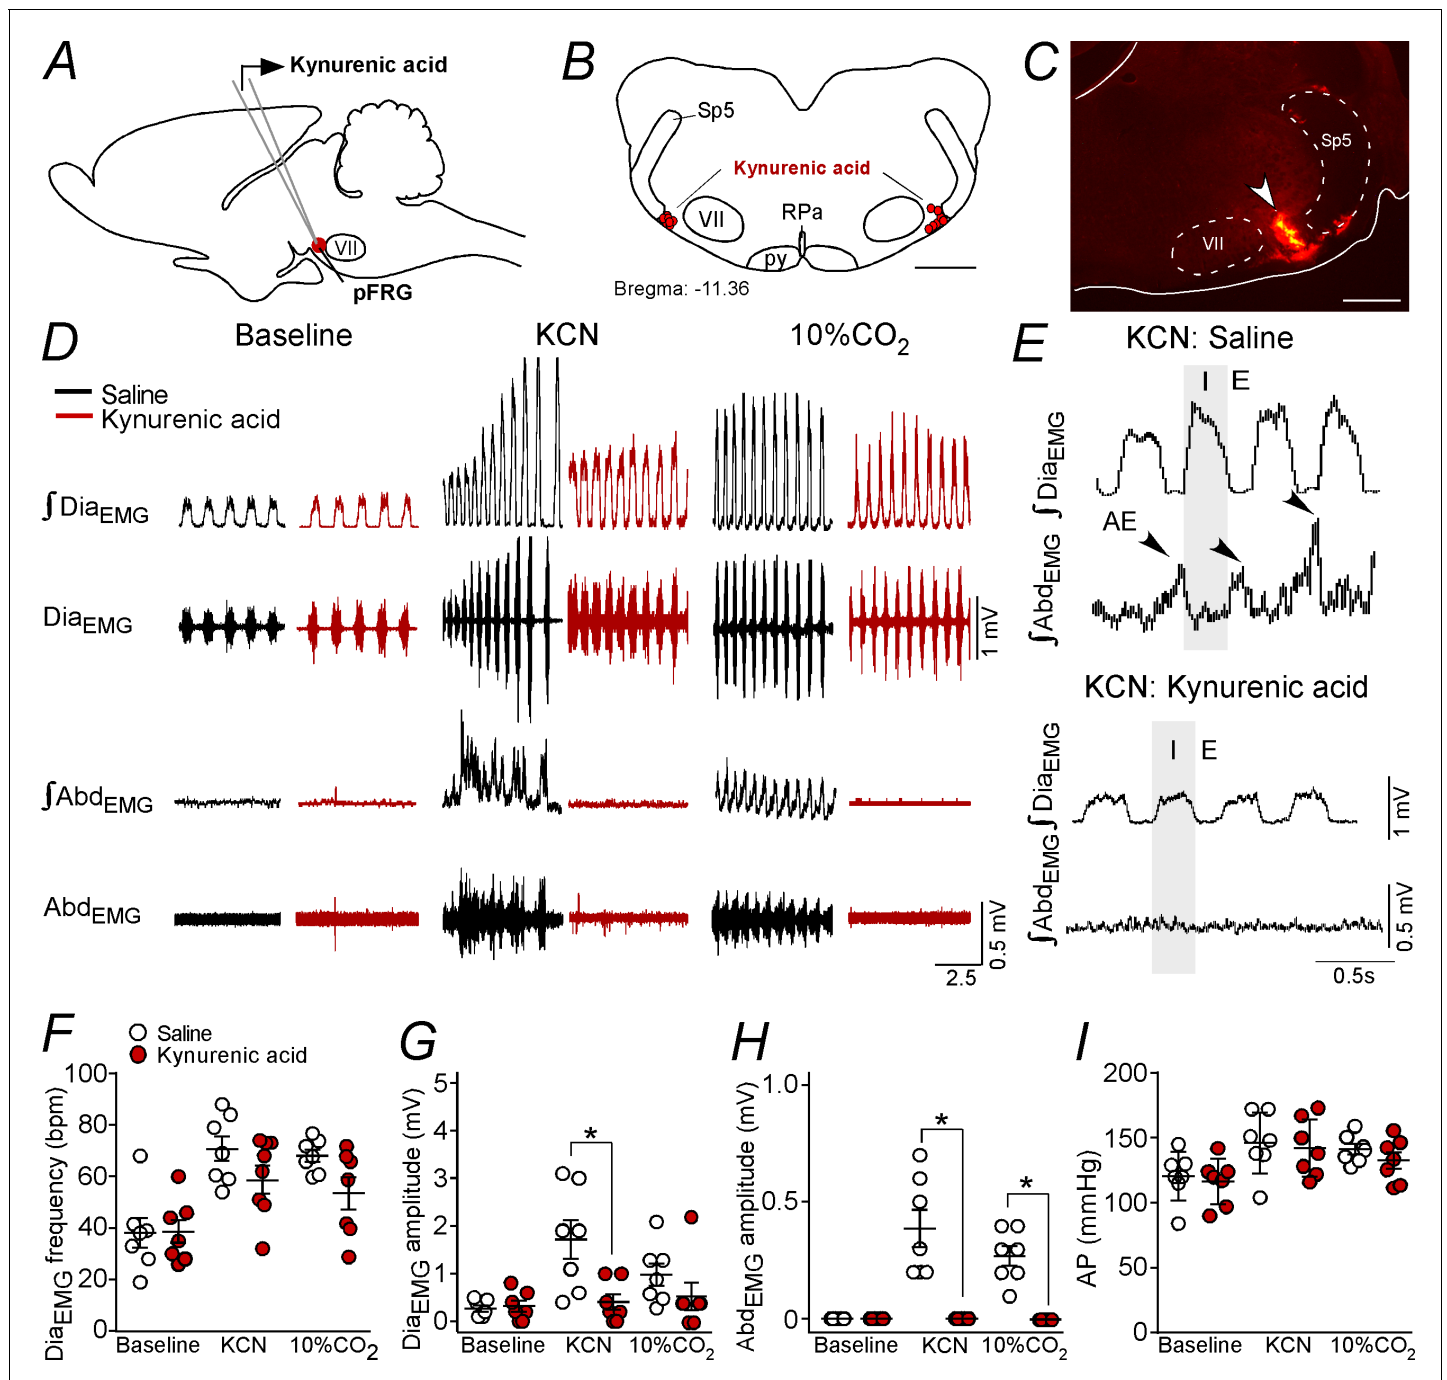 A
Kynurenic acid
VII
pFRG
B
Sp5
Kynurenic acid
VII
RPa
py
Bregma: -11.36
C
Sp5
VII
D
Baseline
KCN
10%CO2
Saline
Kynurenic acid
∫DiaEMG
DiaEMG
1 mV
∫AbdEMG
AbdEMG
0.5 mV
2.5
E
KCN: Saline
I E
∫DiaEMG
AE
∫AbdEMG
KCN: Kynurenic acid
I E
∫DiaEMG
1 mV
∫AbdEMG
0.5 mV
0.5s
F
Saline
Kynurenic acid
DiaEMG frequency (bpm)
100
80
60
40
20
0
Baseline KCN 10%CO2
G
DiaEMG amplitude (mV)
5
4
3
2
1
0
*
Baseline KCN 10%CO2
H
AbdEMG amplitude (mV)
1.0
0.5
0
*
*
Baseline KCN 10%CO2
I
AP (mmHg)
200
150
100
50
0
Baseline KCN 10%CO2